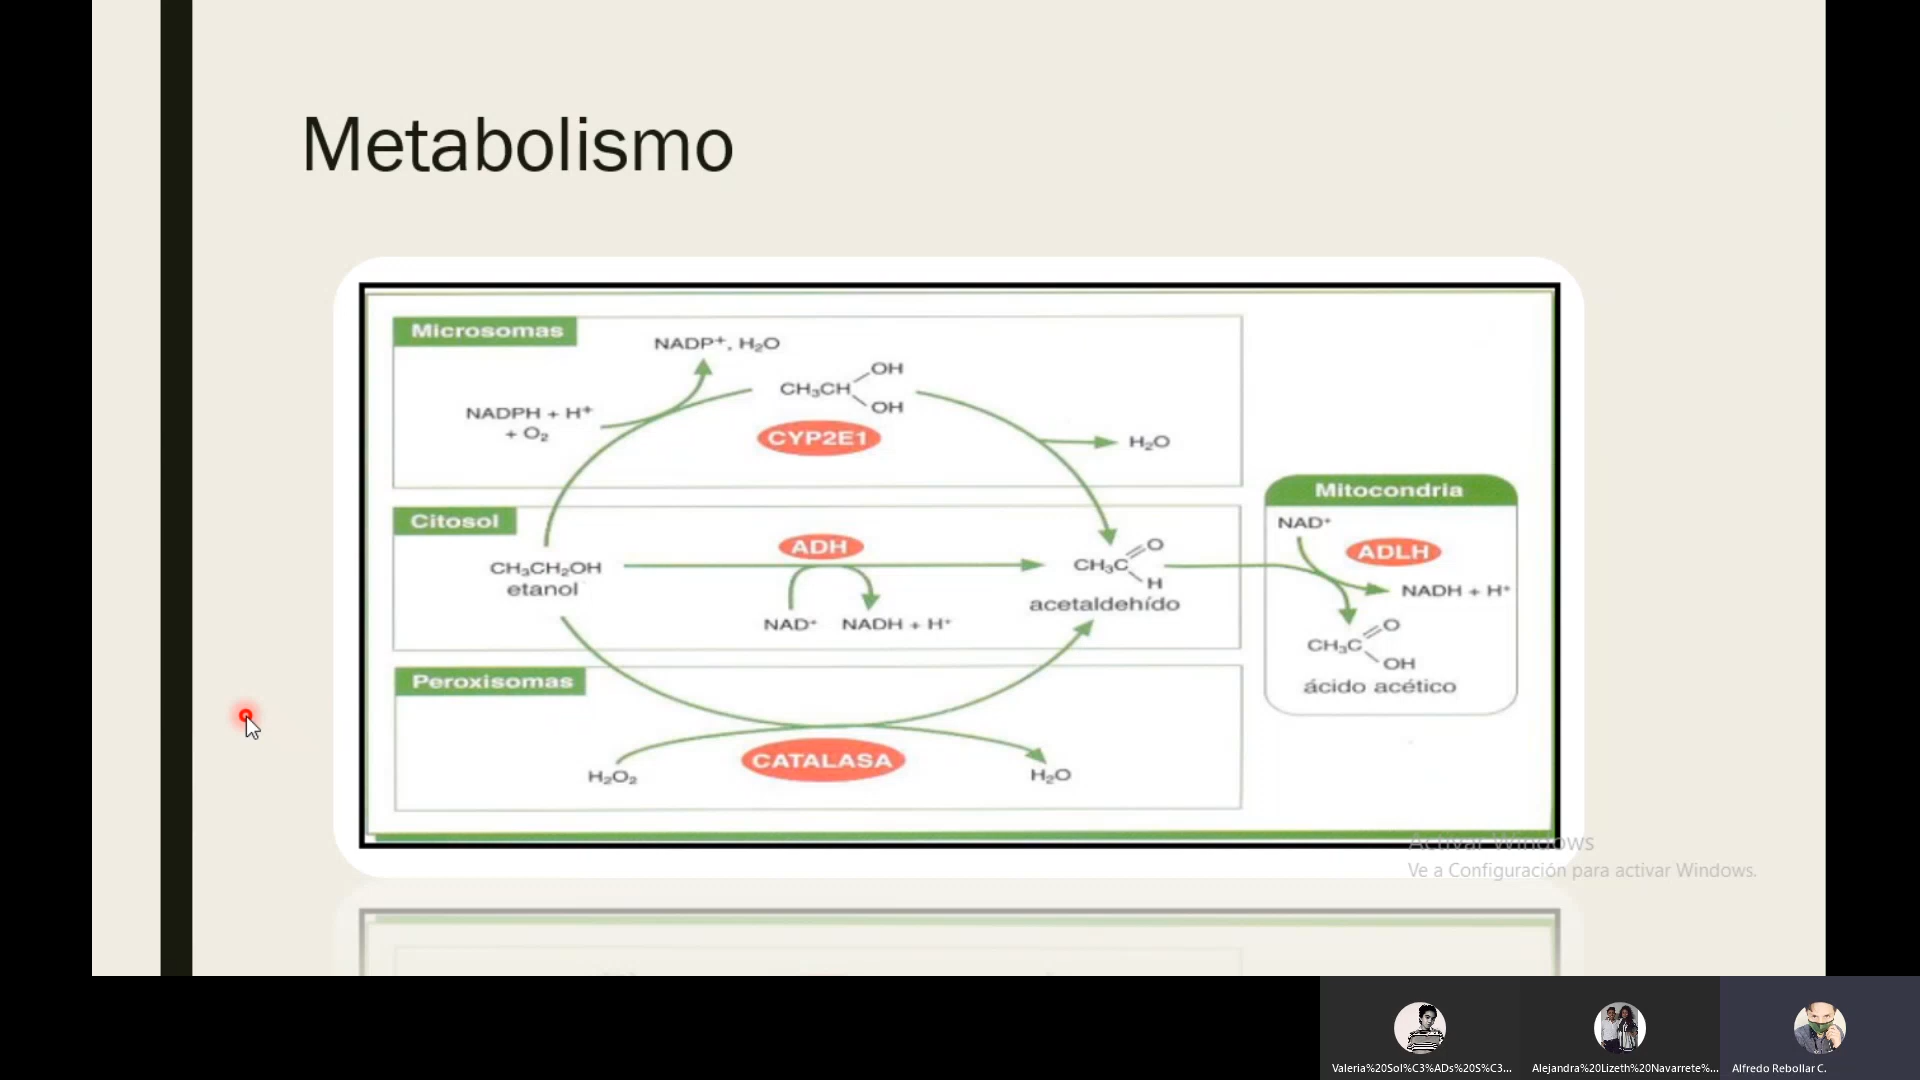 Metabolismo
Microsomas
NADP⁺, H₂O
OH
CH₃CH
OH
NADPH + H⁺
+ O₂
CYP2E1
H₂O
Mitocondria
NAD⁺
ADLH
NADH + H⁺
CH₃C
O
OH
ácido acético
Citosol
ADH
CH₃CH₂OH
etanol
O
CH₃C
H
acetaldehído
NAD⁺
NADH + H⁺
Peroxisomas
CATALASA
H₂O₂
H₂O
Activar Windows
Ve a Configuración para activar Windows.
Valeria%20Sol%C3%ADs%20S%C3...
Alejandra%20Lizeth%20Navarrete%...
Alfredo Rebollar C.